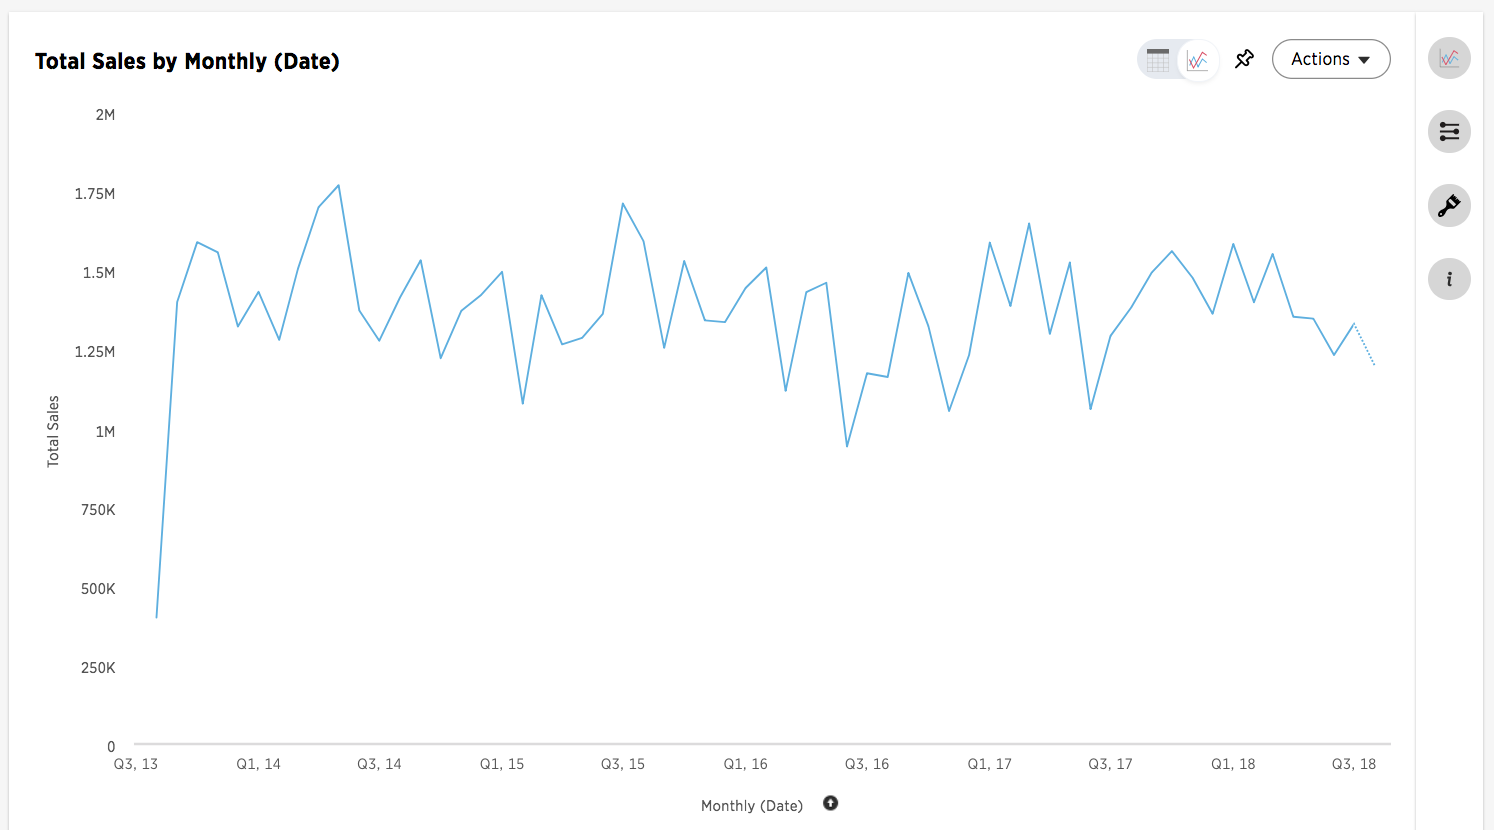 Total Sales by Monthly (Date)
Actions
2M
1.75M
1.5M
1.25M
1M
750K
500K
250K
0
Total Sales
Q3, 13
Q1, 14
Q3, 14
Q1, 15
Q3, 15
Q1, 16
Q3, 16
Q1, 17
Q3, 17
Q1, 18
Q3, 18
Monthly (Date)
i